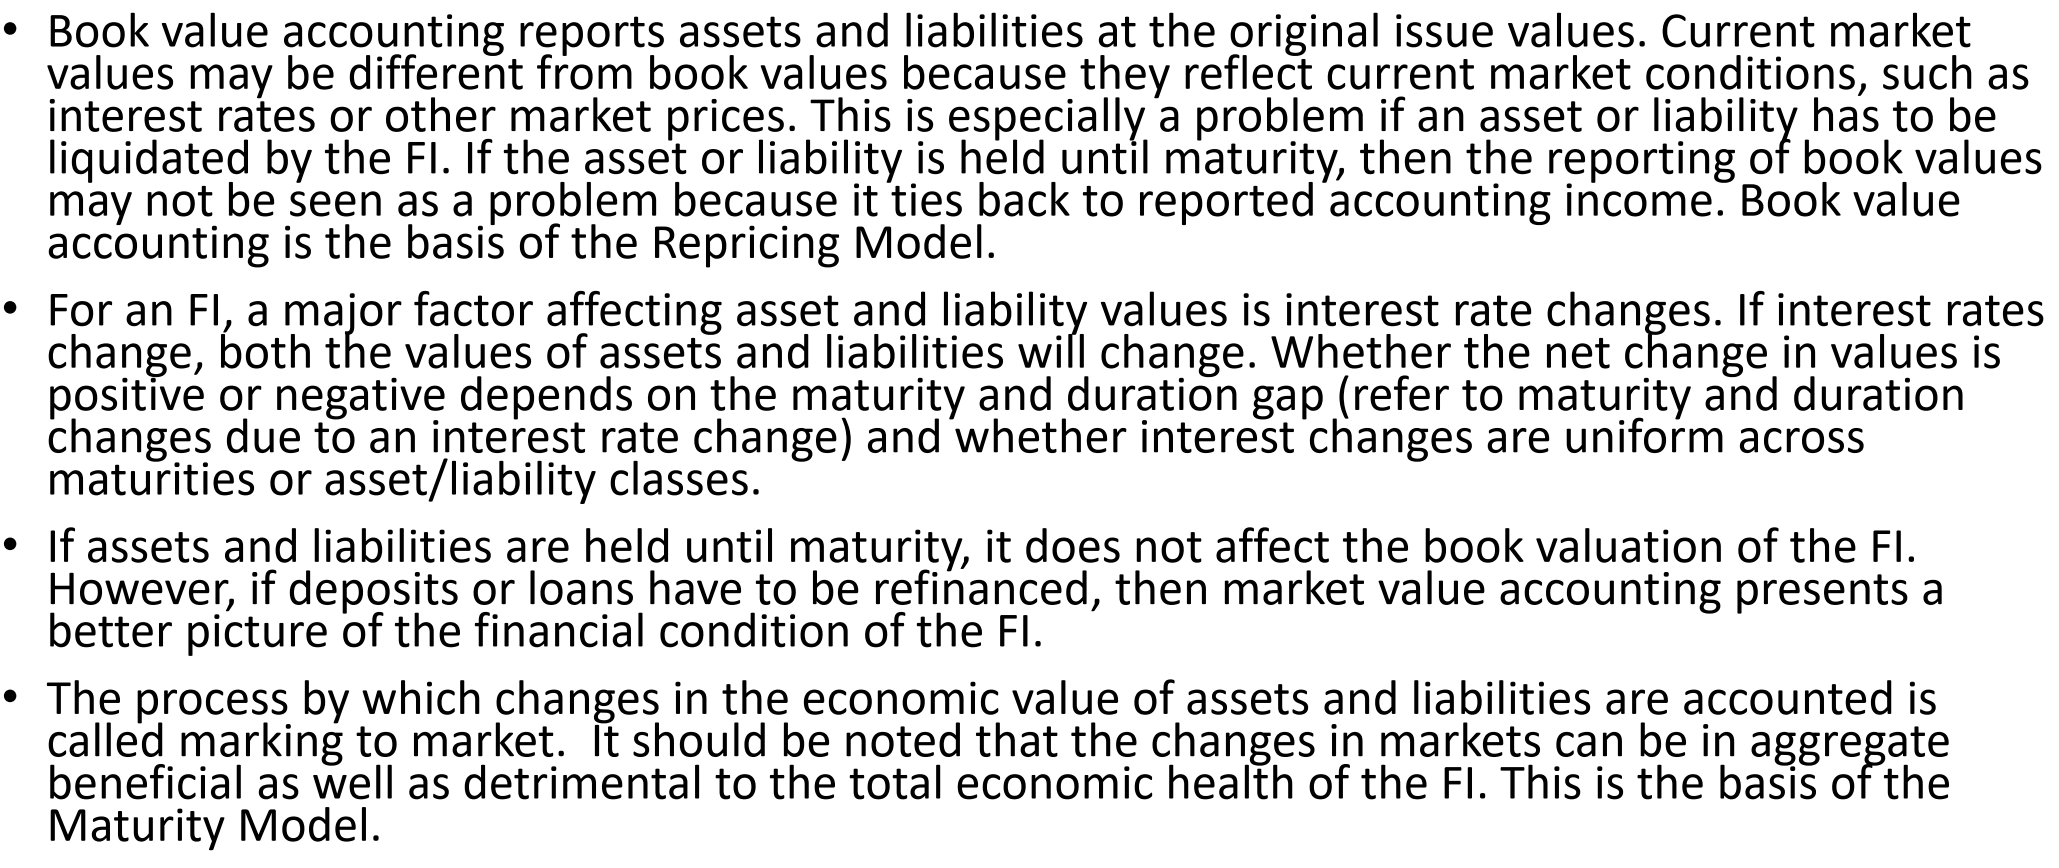 • Book value accounting reports assets and liabilities at the original issue values. Current market
values may be different from book values because they reflect current market conditions, such as
interest rates or other market prices. This is especially a problem if an asset or liability has to be
liquidated by the FI. If the asset or liability is held until maturity, then the reporting of book values
may not be seen as a problem because it ties back to reported accounting income. Book value
accounting is the basis of the Repricing Model.
• For an FI, a major factor affecting asset and liability values is interest rate changes. If interest rates
change, both the values of assets and liabilities will change. Whether the net change in values is
positive or negative depends on the maturity and duration gap (refer to maturity and duration
changes due to an interest rate change) and whether interest changes are uniform across
maturities or asset/liability classes.
• If assets and liabilities are held until maturity, it does not affect the book valuation of the FI.
However, if deposits or loans have to be refinanced, then market value accounting presents a
better picture of the financial condition of the FI.
• The process by which changes in the economic value of assets and liabilities are accounted is
called marking to market.  It should be noted that the changes in markets can be in aggregate
beneficial as well as detrimental to the total economic health of the FI. This is the basis of the
Maturity Model.